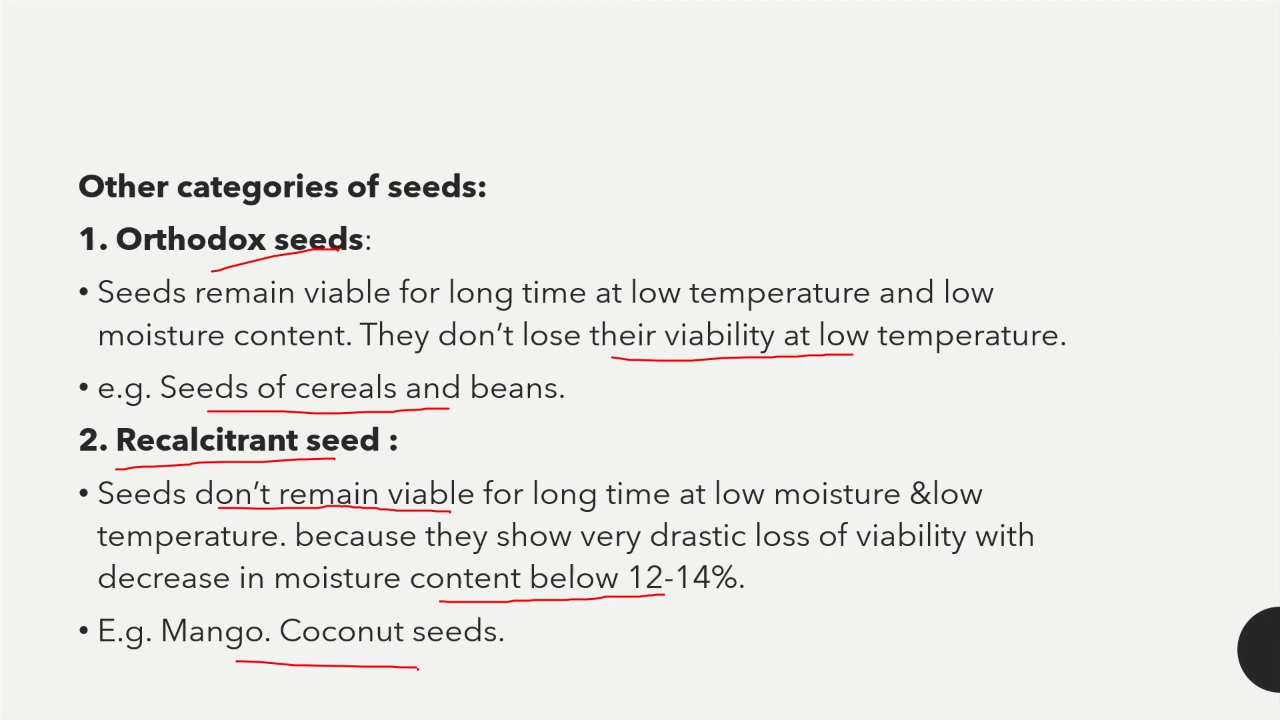 Other categories of seeds:
1. Orthodox seeds:
• Seeds remain viable for long time at low temperature and low
moisture content. They don’t lose their viability at low temperature.
• e.g. Seeds of cereals and beans.
2. Recalcitrant seed :
• Seeds don’t remain viable for long time at low moisture &low
temperature. because they show very drastic loss of viability with
decrease in moisture content below 12-14%.
• E.g. Mango. Coconut seeds.